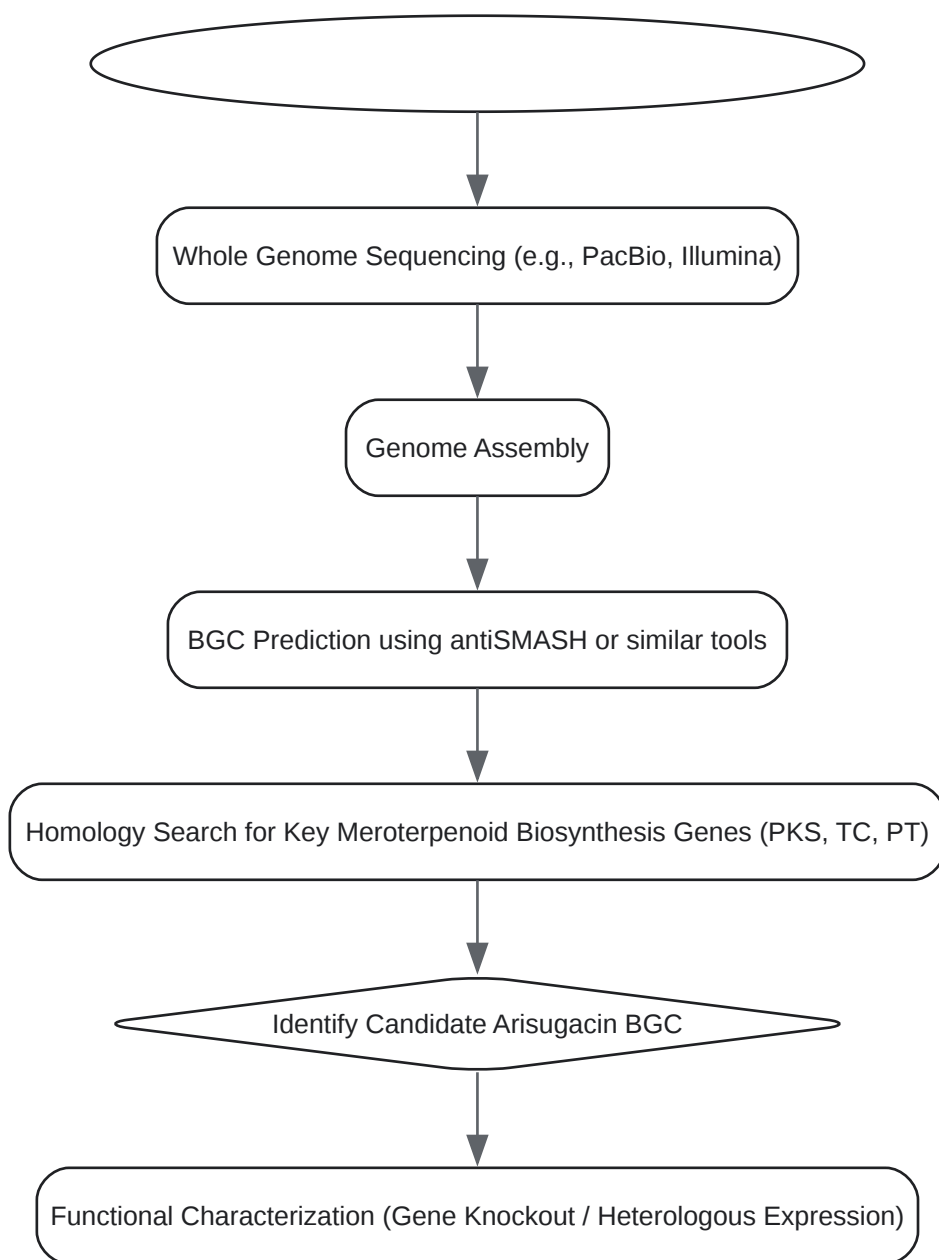 Whole Genome Sequencing (e.g., PacBio, Illumina)
Genome Assembly
BGC Prediction using antiSMASH or similar tools
Homology Search for Key Meroterpenoid Biosynthesis Genes (PKS, TC, PT)
Identify Candidate Arisugacin BGC
Functional Characterization (Gene Knockout / Heterologous Expression)